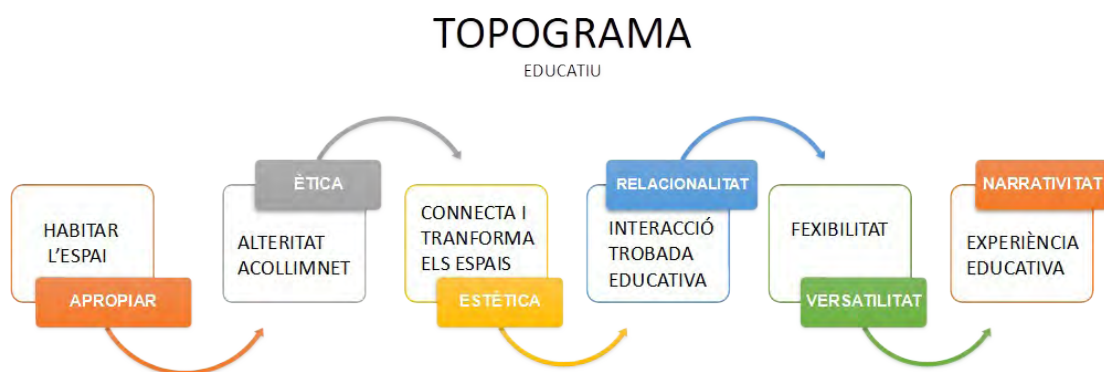 TOPOGRAMA
EDUCATIU
HABITAR
L'ESPAI
APROPIAR
ÈTICA
ALTERITAT
ACOLLIMNET
CONNECTA I
TRANFORMA
ELS ESPAIS
ESTÈTICA
RELACIONALITAT
INTERACCIÓ
TROBADA
EDUCATIVA
FEXIBILITAT
VERSATILITAT
NARRATIVITAT
EXPERIÈNCIA
EDUCATIVA